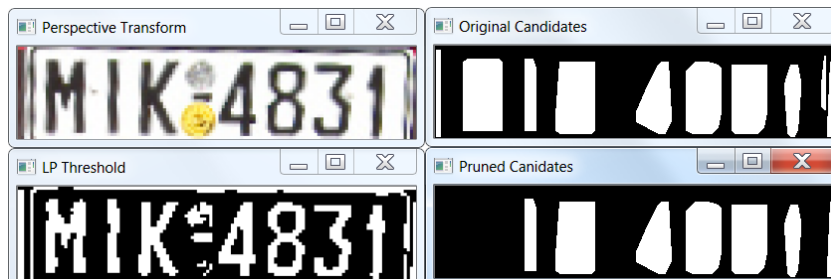 Perspective Transform
MIK 4831
Original Candidates
LP Threshold
MIK 4831
Pruned Canidates